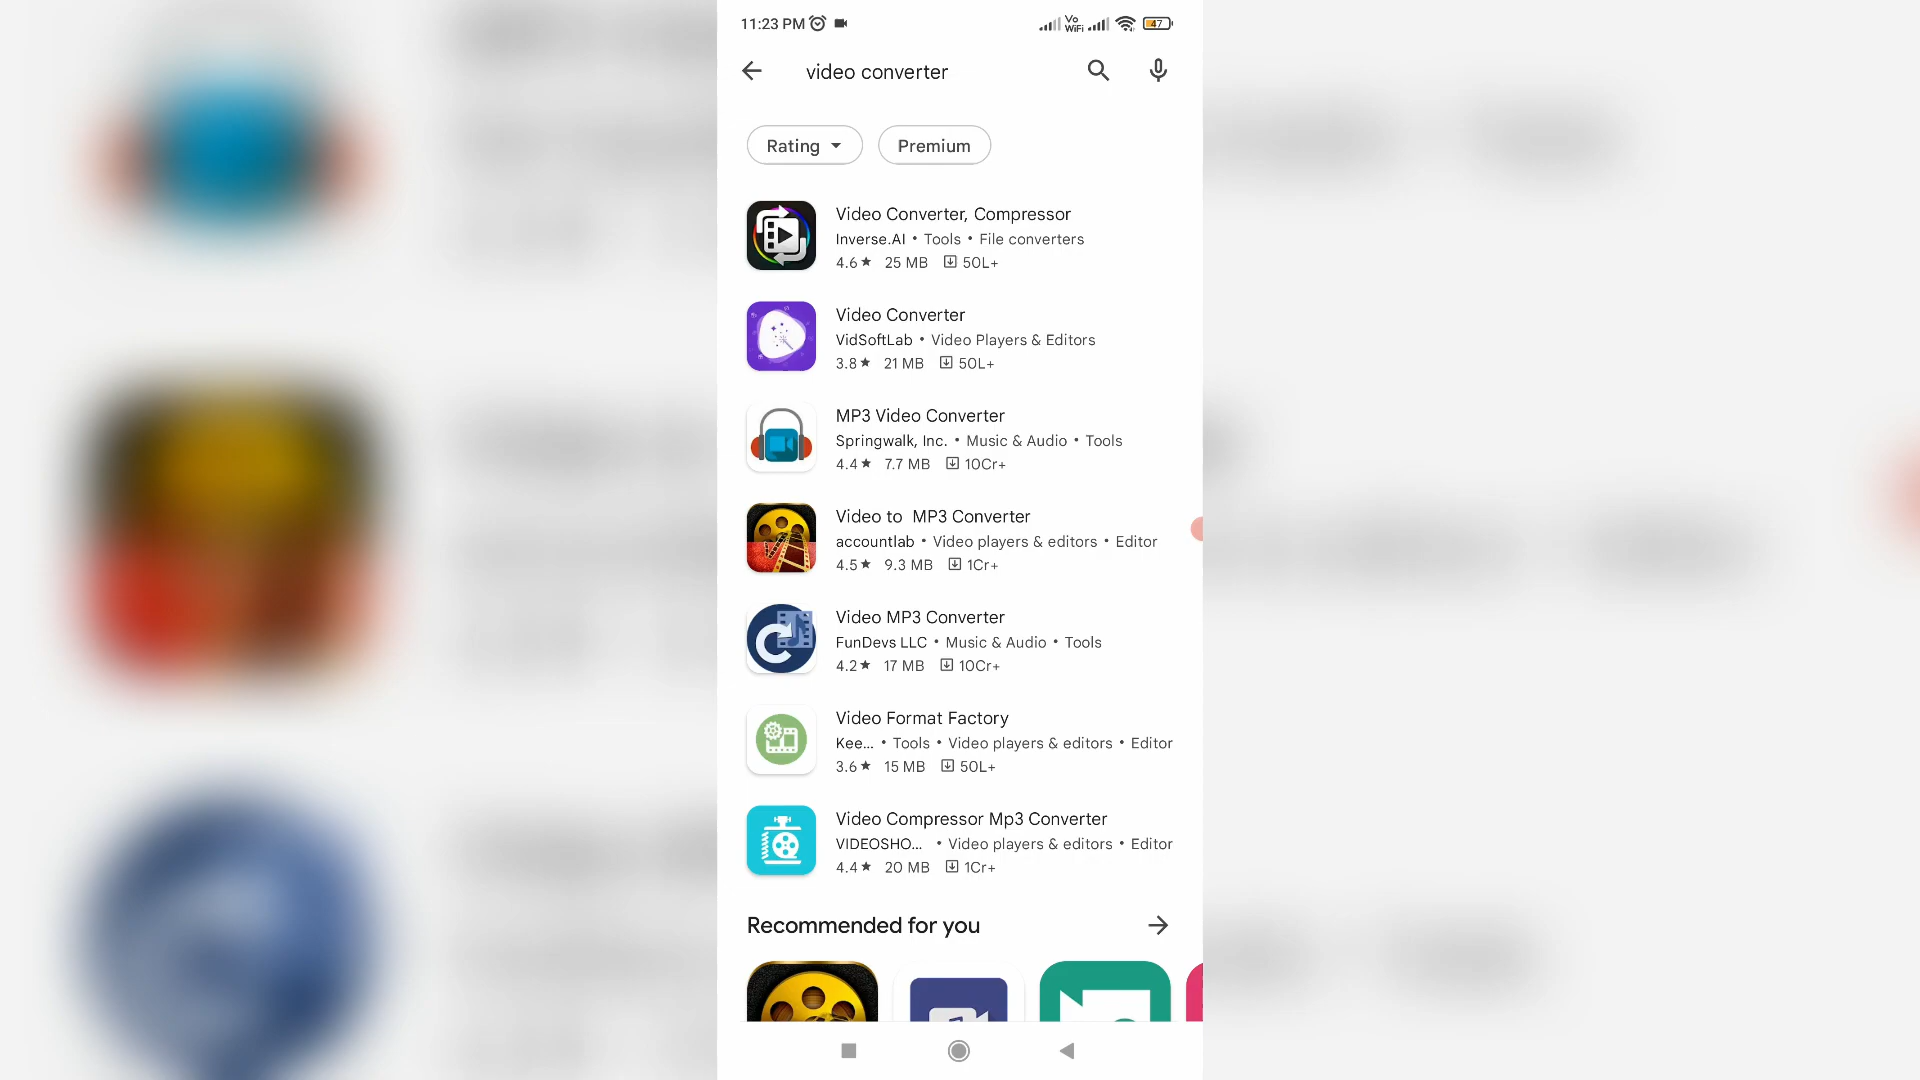 11:23 PM
Vo
WiFi
47
video converter
Rating
Premium
Video Converter, Compressor
Inverse.AI • Tools • File converters
4.6★ 25 MB 50L+
Video Converter
VidSoftLab • Video Players & Editors
3.8★ 21 MB 50L+
MP3 Video Converter
Springwalk, Inc. • Music & Audio • Tools
4.4★ 7.7 MB 10Cr+
Video to MP3 Converter
accountlab • Video players & editors • Editor
4.5★ 9.3 MB 1Cr+
Video MP3 Converter
FunDevs LLC • Music & Audio • Tools
4.2★ 17 MB 10Cr+
Video Format Factory
Kee... • Tools • Video players & editors • Editor
3.6★ 15 MB 50L+
Video Compressor Mp3 Converter
VIDEOSHO... • Video players & editors • Editor
4.4★ 20 MB 1Cr+
Recommended for you